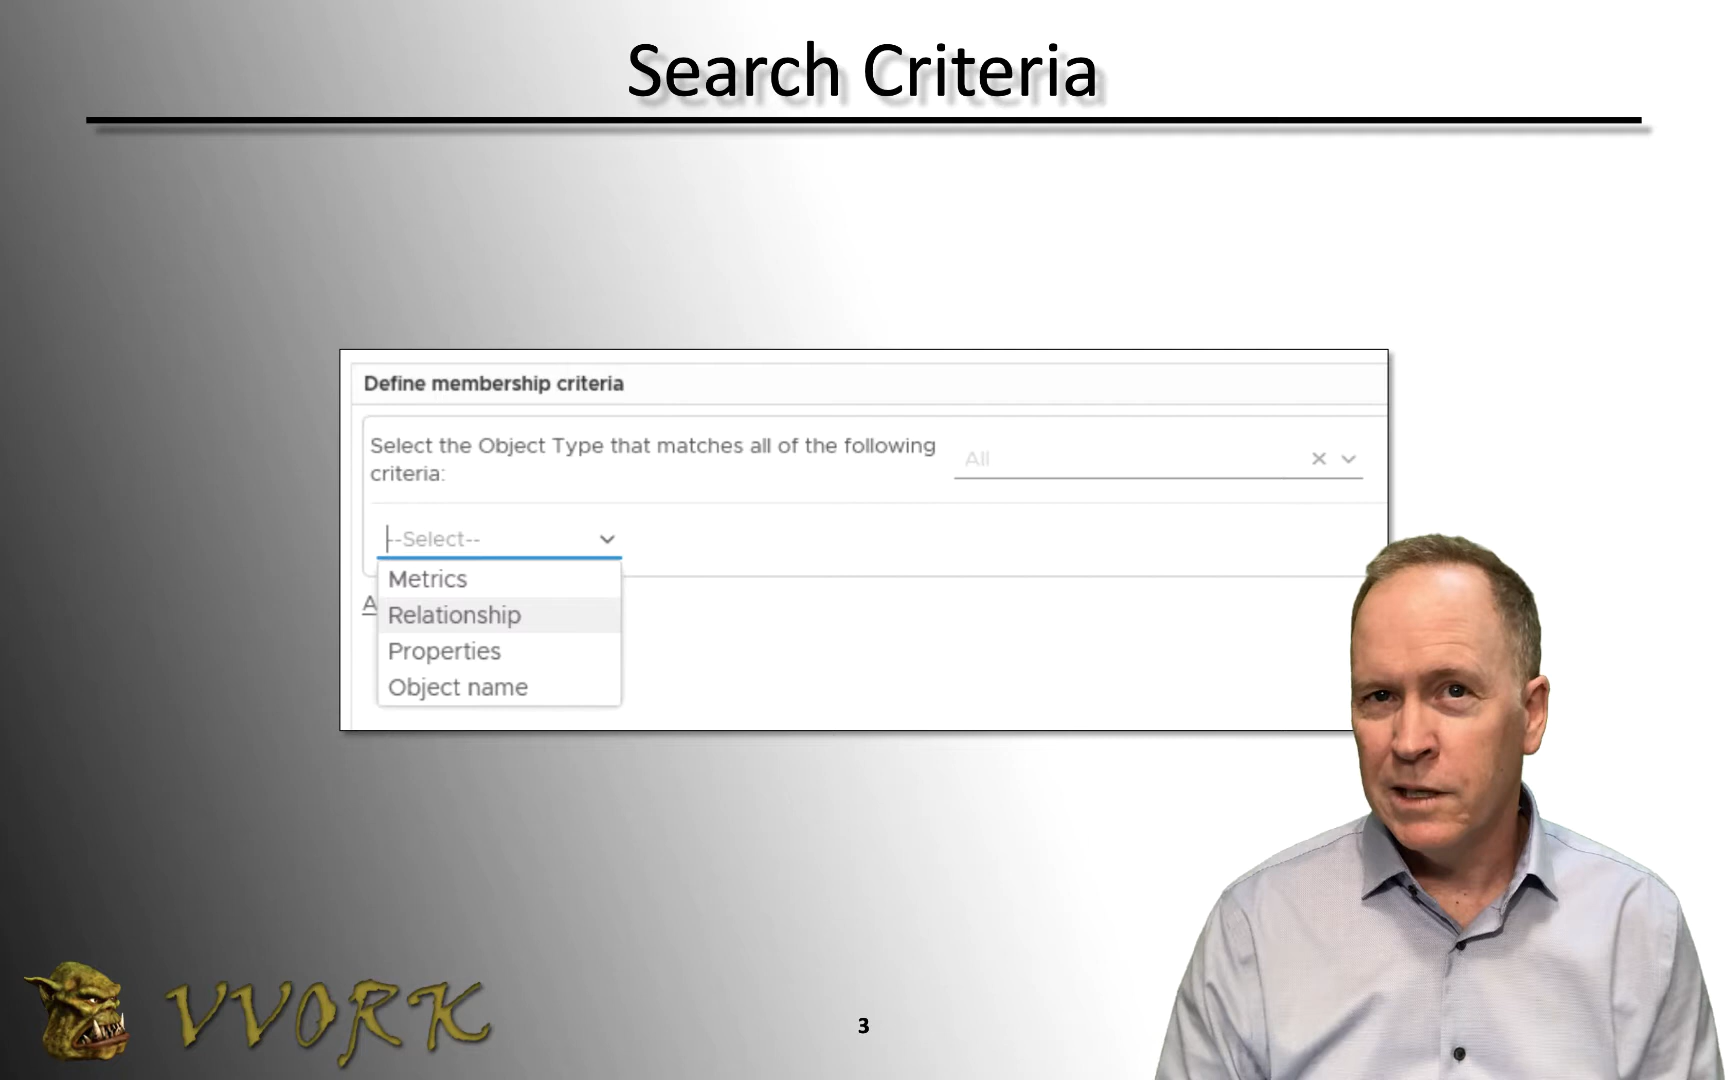 Search Criteria
Define membership criteria
Select the Object Type that matches all of the following
criteria:
All
--Select--
Metrics
A
Relationship
Properties
Object name
VVORK
3